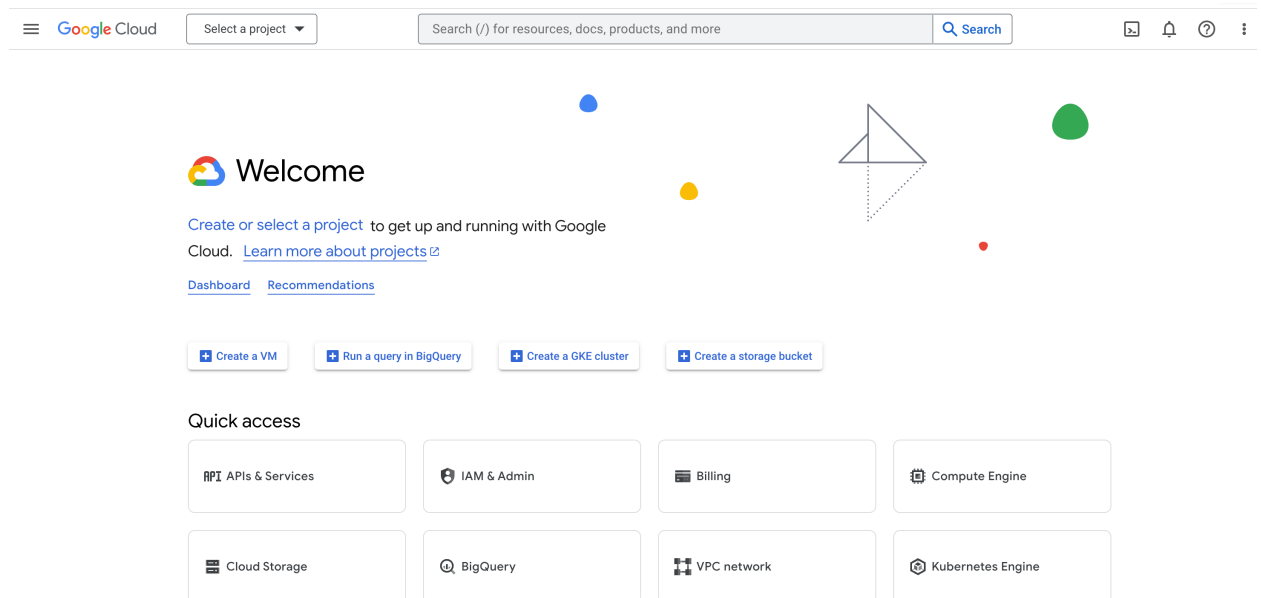 Google Cloud Select a project Search (/) for resources, docs, products, and more Search
Welcome
Create or select a project to get up and running with Google
Cloud. Learn more about projects
Dashboard Recommendations
Create a VM Run a query in BigQuery Create a GKE cluster Create a storage bucket
Quick access
API APIs & Services IAM & Admin Billing Compute Engine
Cloud Storage BigQuery VPC network Kubernetes Engine